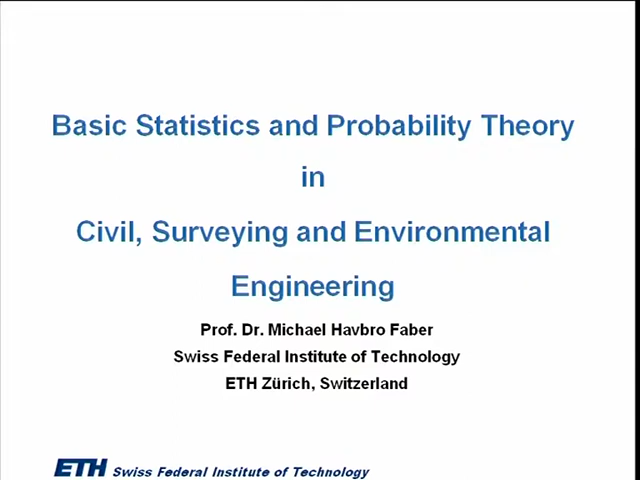 Basic Statistics and Probability Theory
in
Civil, Surveying and Environmental
Engineering
Prof. Dr. Michael Havbro Faber
Swiss Federal Institute of Technology
ETH Zürich, Switzerland
ETH Swiss Federal Institute of Technology